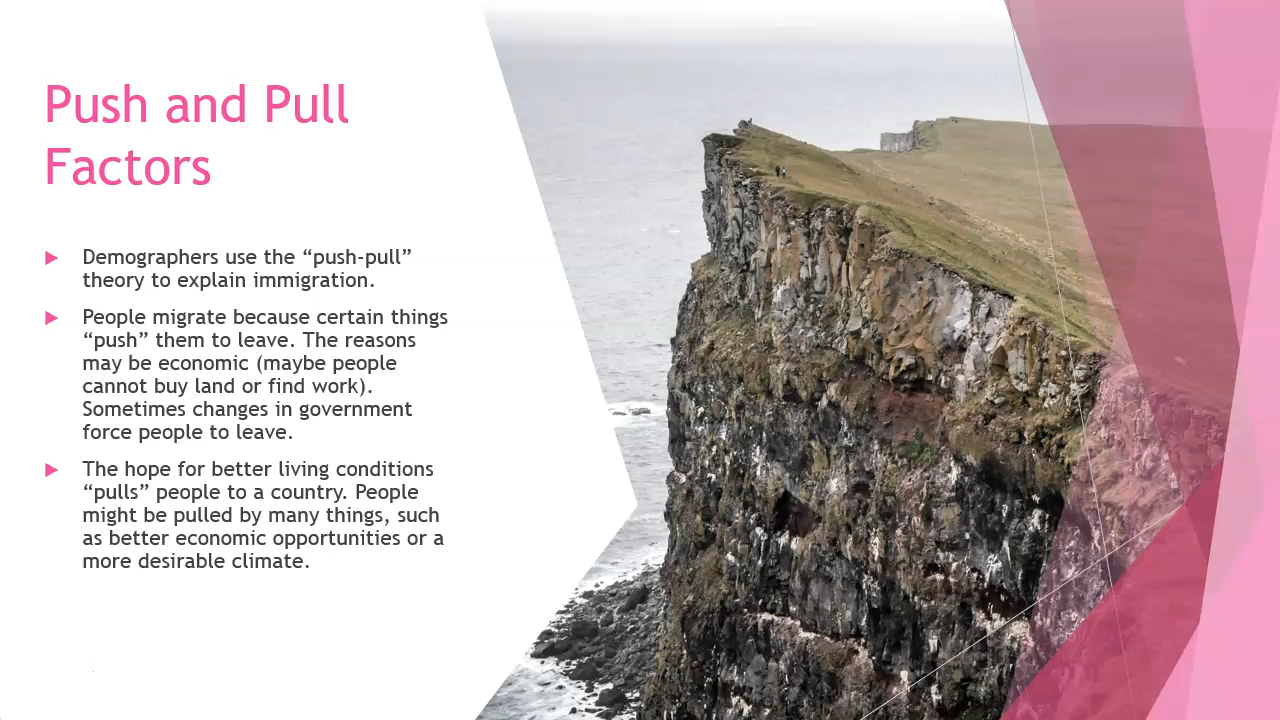 Push and Pull
Factors
Demographers use the “push-pull”
theory to explain immigration.
People migrate because certain things
“push” them to leave. The reasons
may be economic (maybe people
cannot buy land or find work).
Sometimes changes in government
force people to leave.
The hope for better living conditions
“pulls” people to a country. People
might be pulled by many things, such
as better economic opportunities or a
more desirable climate.